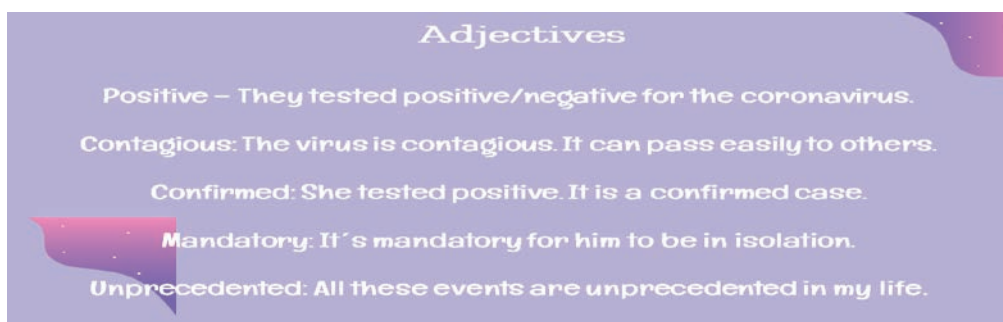 Adjectives
Positive – They tested positive/negative for the coronavirus.
Contagious: The virus is contagious. It can pass easily to others.
Confirmed: She tested positive. It is a confirmed case.
Mandatory: It´s mandatory for him to be in isolation.
Unprecedented: All these events are unprecedented in my life.